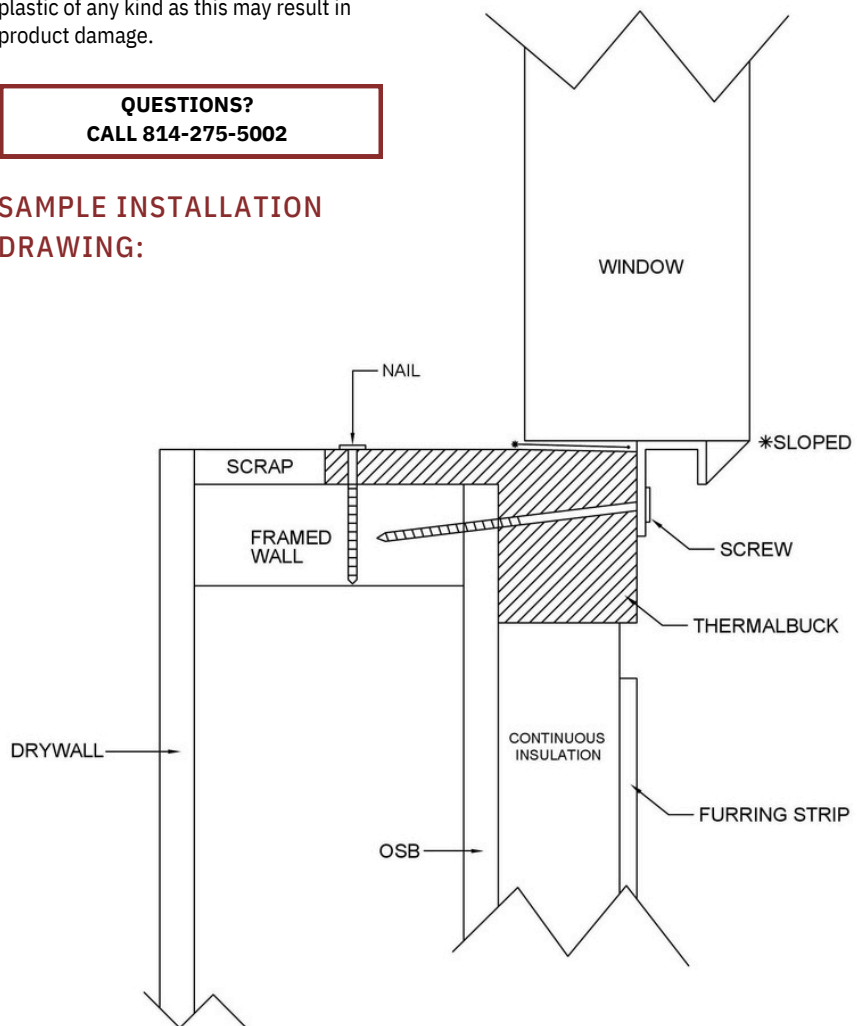 plastic of any kind as this may result in
product damage.
QUESTIONS?
CALL 814-275-5002
SAMPLE INSTALLATION
DRAWING:
WINDOW
NAIL
*SLOPED
SCRAP
FRAMED
WALL
SCREW
THERMALBUCK
CONTINUOUS
INSULATION
DRYWALL
FURRING STRIP
OSB